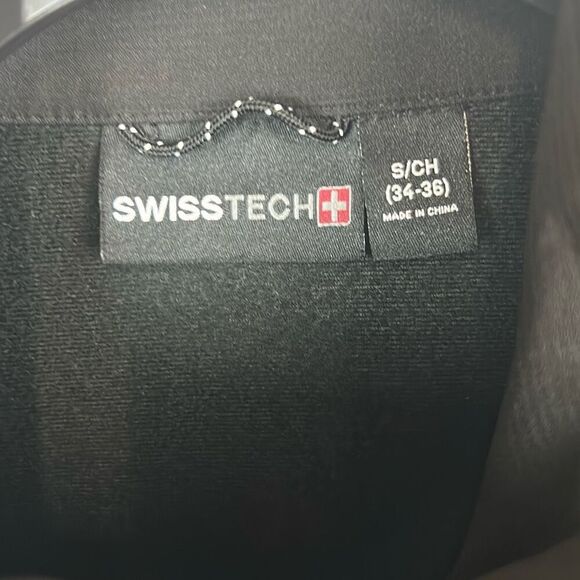 SWISSTECH
S/CH
(34-36)
MADE IN CHINA